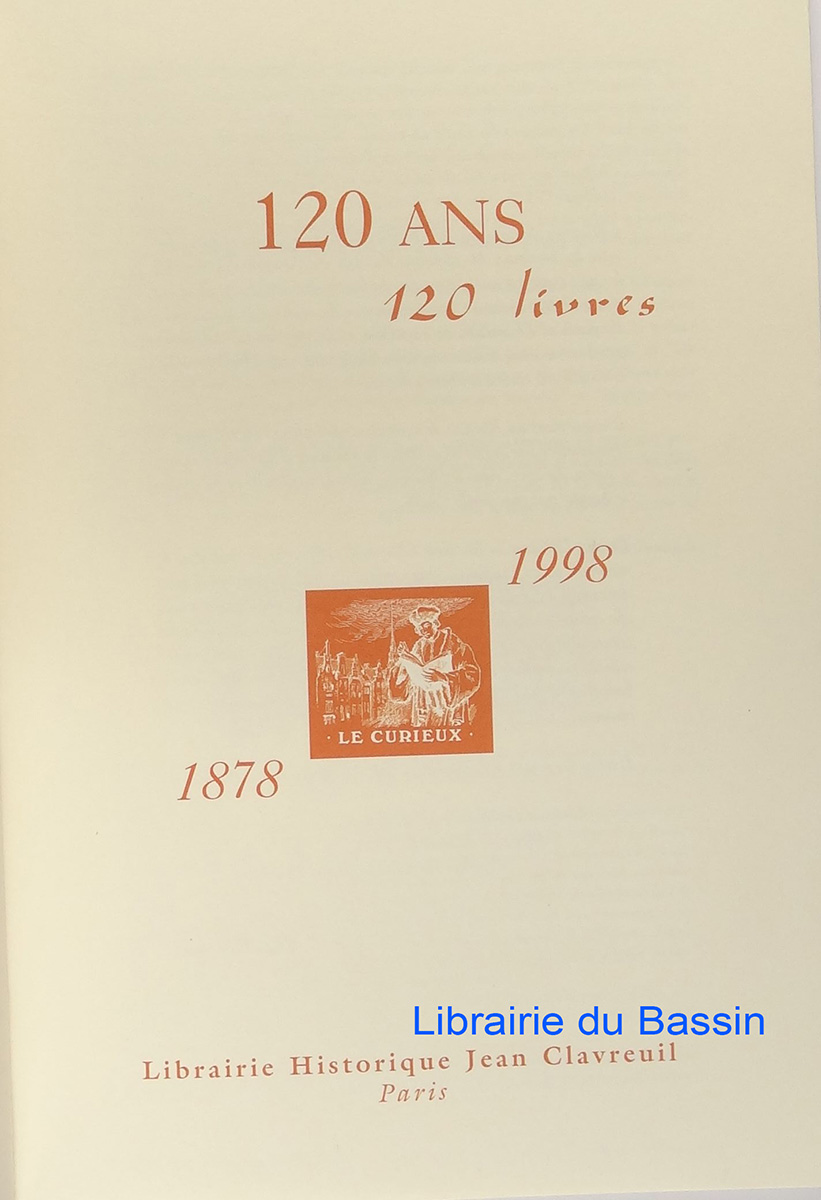 120 ANS
120 livres
1998
· LE CURIEUX ·
1878
Librairie du Bassin
Librairie Historique Jean Clavreuil
Paris